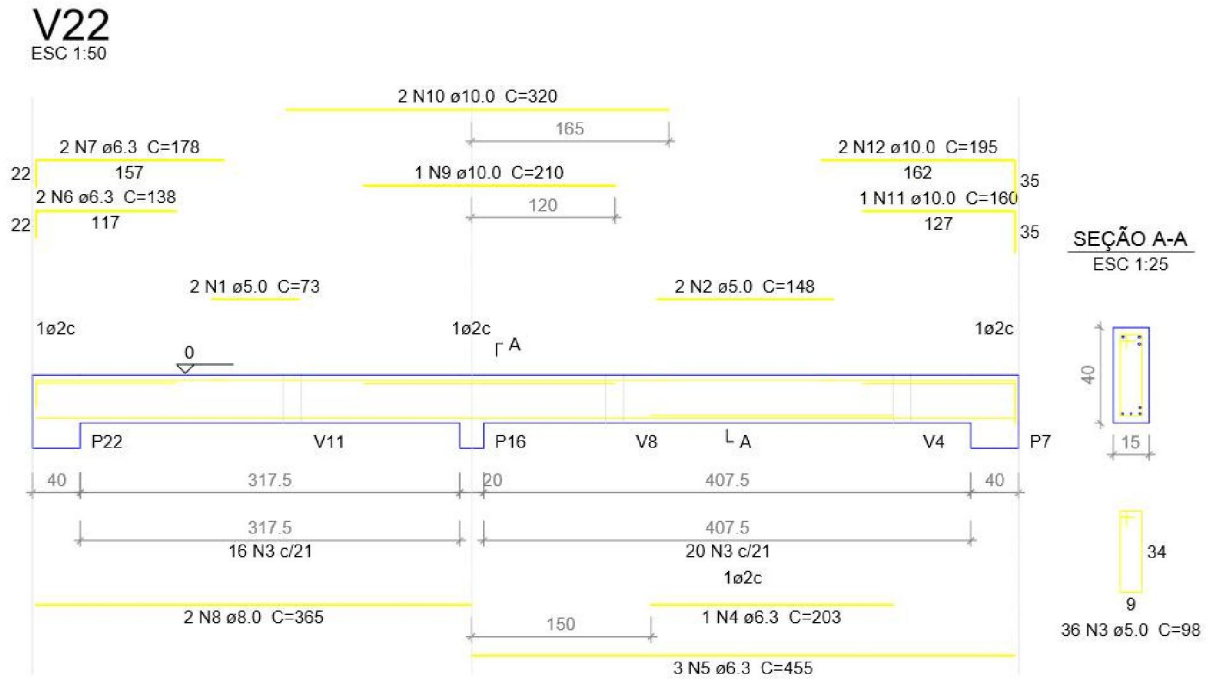 V22
ESC 1:50
2 N10 ø10.0 C=320
165
2 N7 ø6.3 C=178
22
157
1 N9 ø10.0 C=210
120
2 N12 ø10.0 C=195
162
35
2 N6 ø6.3 C=138
22
117
1 N11 ø10.0 C=160
127
35
SEÇÃO A-A
ESC 1:25
2 N1 ø5.0 C=73
2 N2 ø5.0 C=148
1ø2c
1ø2c
1ø2c
A
0
40
15
P22
V11
P16
V8
A
V4
P7
40
317.5
20
407.5
40
317.5
16 N3 c/21
407.5
20 N3 c/21
34
9
36 N3 ø5.0 C=98
1ø2c
2 N8 ø8.0 C=365
150
1 N4 ø6.3 C=203
3 N5 ø6.3 C=455